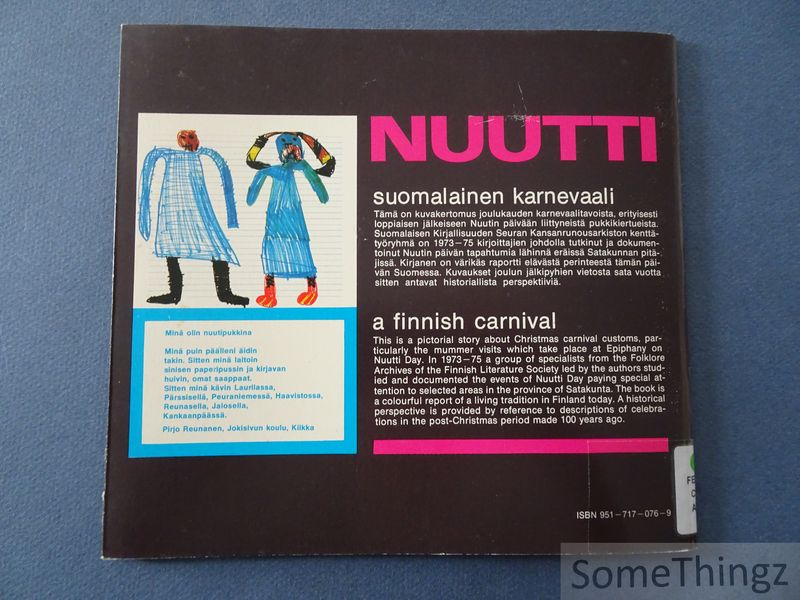 NUUTTI
suomalainen karnevaali
Tämä on kuvakertomus joulukauden karnevaalitavoista, erityisesti
loppiaisen jälkeiseen Nuutin päivään liittyneistä pukkikiertueista.
Suomalaisen Kirjallisuuden Seuran Kansanrunousarkiston kenttä-
työryhmä on 1973–75 kirjoittajien johdolla tutkinut ja dokumen-
toinut Nuutin päivän tapahtumia lähinnä eräissä Satakunnan pitä-
jissä. Kirjanen on värikäs raportti elävästä perinteestä tämän päi-
vän Suomessa. Kuvaukset joulun jälkipyhien vietosta sata vuotta
sitten antavat historiallista perspektiiviä.
a finnish carnival
This is a pictorial story about Christmas carnival customs, par-
ticularly the mummer visits which take place at Epiphany on
Nuutti Day. In 1973–75 a group of specialists from the Folklore
Archives of the Finnish Literature Society led by the authors stud-
ied and documented the events of Nuutti Day paying special at-
tention to selected areas in the province of Satakunta. The book is
a colourful report of a living tradition in Finland today. A historical
perspective is provided by reference to descriptions of celebra-
tions in the post-Christmas period made 100 years ago.
Minä olin nuutipukkina
Minä puin päälleni äidin
takin. Sitten minä laitoin
sinisen paperipussin ja kirjavan
huivin, omat saappaat.
Sitten minä kävin Laurilassa,
Pärssisellä, Peuraniemessä, Haavistossa,
Reunasella, Jalosella,
Kankaanpäässä.
Pirjo Reunanen, Jokisivun koulu, Kiikka
ISBN 951–717–076–9
FE
C
A
SomeThingz